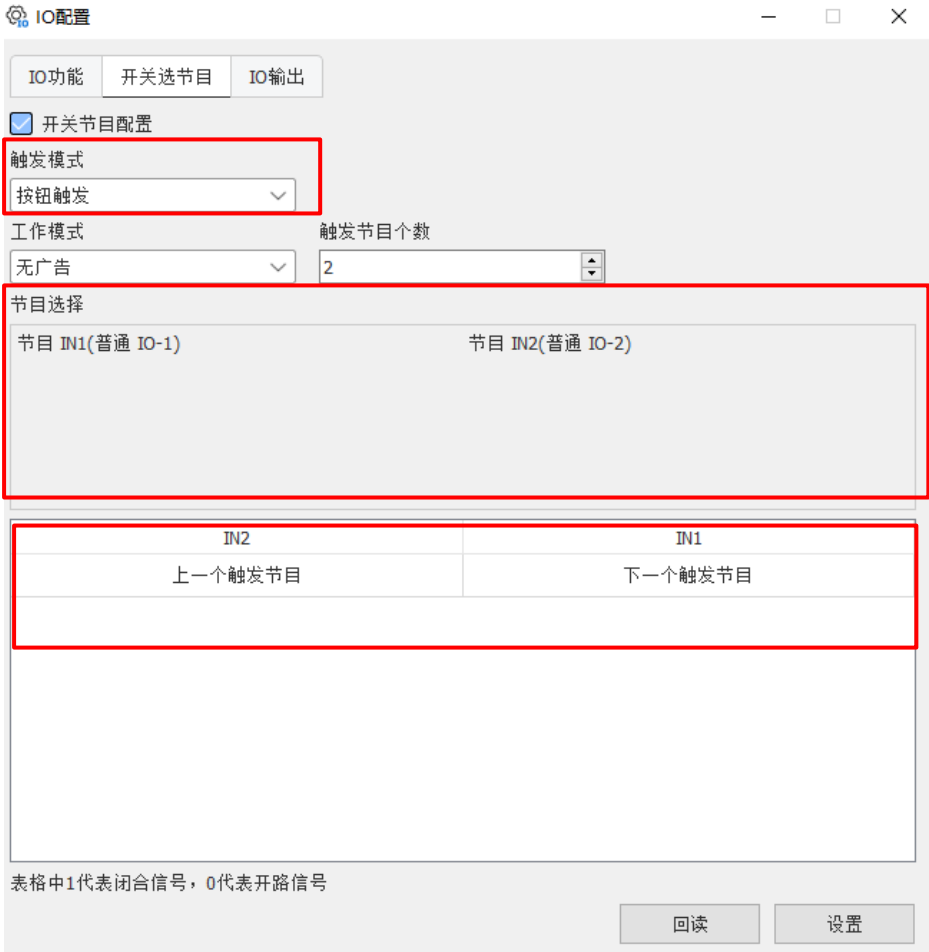 IO配置
IO功能 开关选节目 IO输出
开关节目配置
触发模式
按钮触发
工作模式 触发节目个数
无广告 2
节目选择
节目 IN1(普通 IO-1) 节目 IN2(普通 IO-2)
IN2 IN1
上一个触发节目 下一个触发节目
表格中1代表闭合信号，0代表开路信号
回读 设置